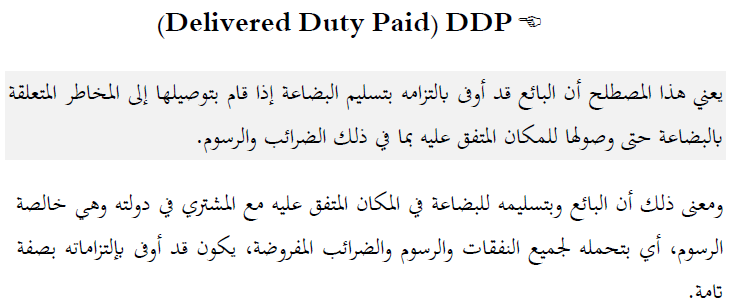 ☜ DDP (Delivered Duty Paid)
يعني هذا المصطلح أن البائع قد أوفى بالتزامه بتسليم البضاعة إذا قام بتوصيلها إلى المخاطر المتعلقة
بالبضاعة حتى وصولها للمكان المتفق عليه بما في ذلك الضرائب والرسوم.
ومعنى ذلك أن البائع وبتسليمه للبضاعة في المكان المتفق عليه مع المشتري في دولته وهي خالصة
الرسوم، أي بتحمله لجميع النفقات والرسوم والضرائب المفروضة، يكون قد أوفى بإلتزاماته بصفة
تامة.